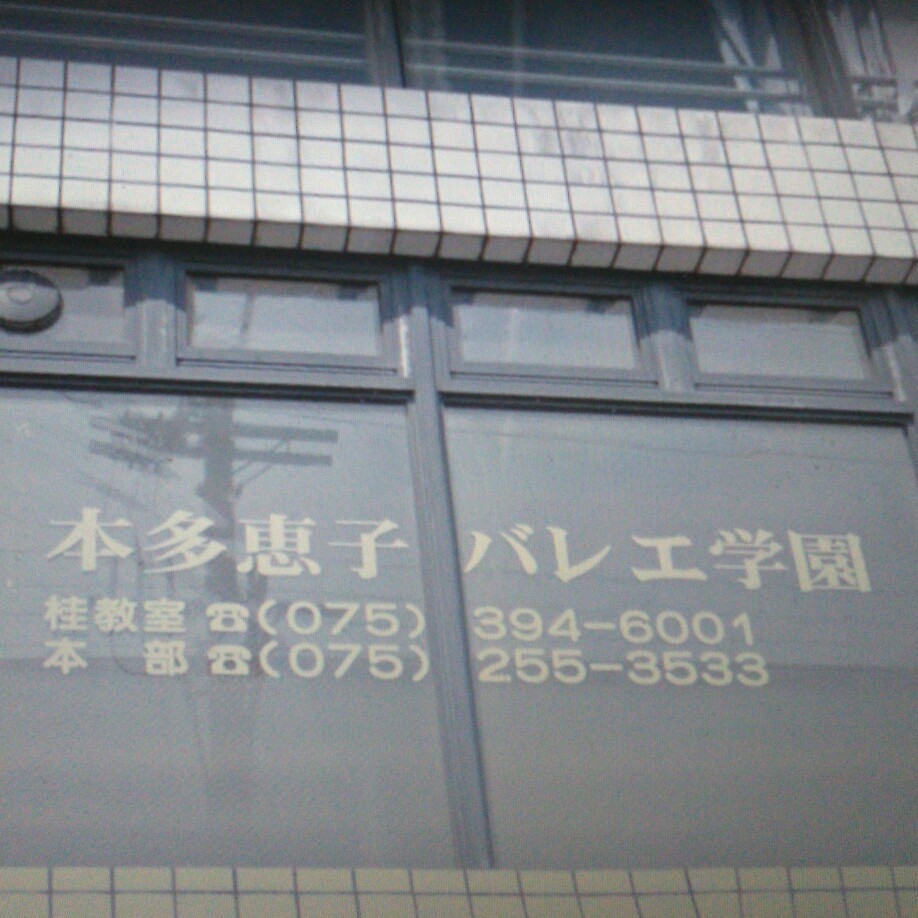 本多恵子 バレエ学園
桂教室 ☎(075) 394-6001
本 部 ☎(075) 255-3533